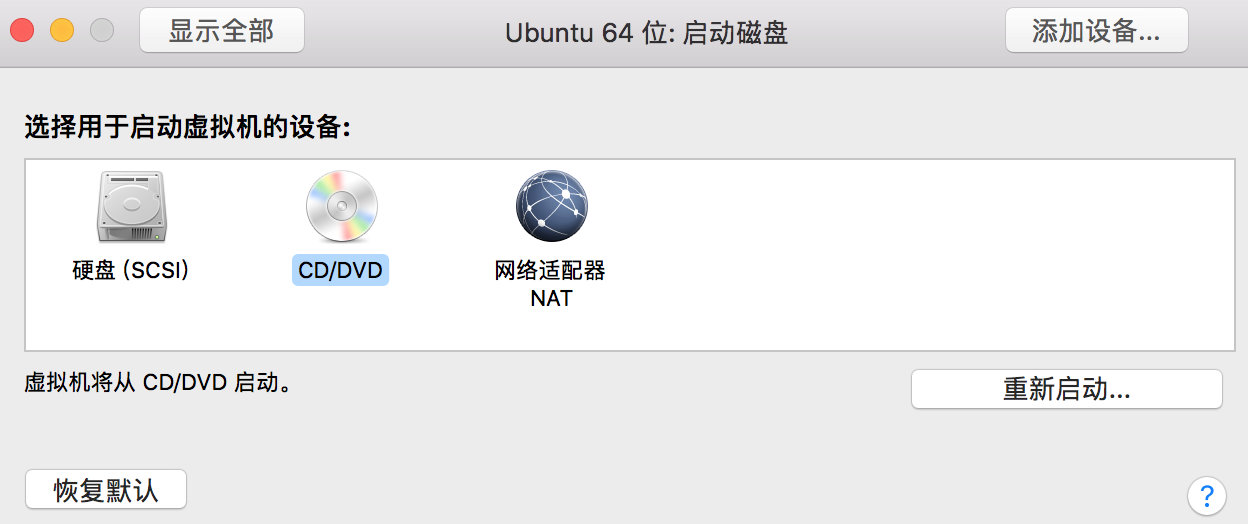 显示全部
Ubuntu 64 位: 启动磁盘
添加设备...
选择用于启动虚拟机的设备:
硬盘 (SCSI)
CD/DVD
网络适配器
NAT
虚拟机将从 CD/DVD 启动。
重新启动...
恢复默认
?